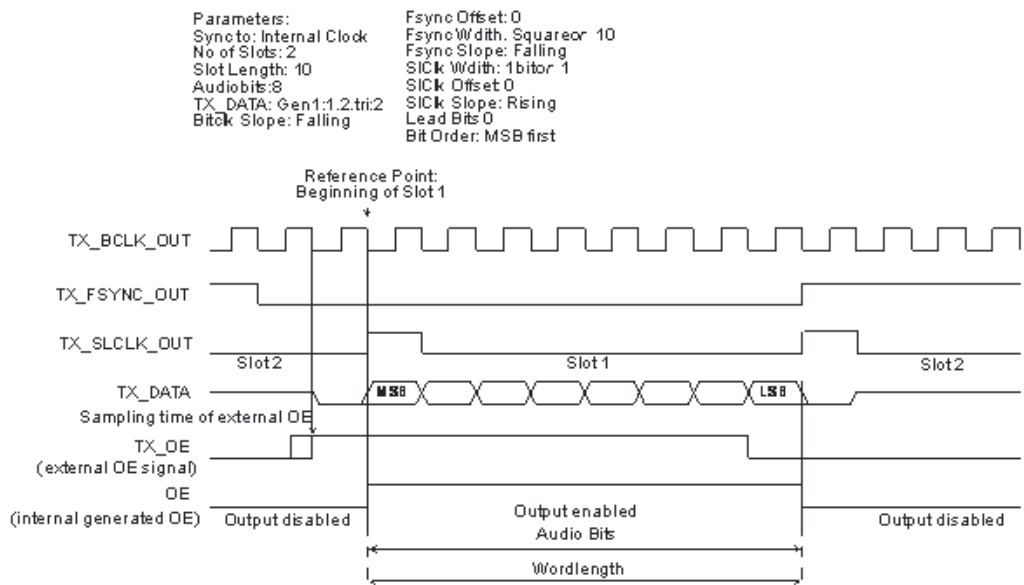 Parameters:
Sync to: Internal Clock
No of Slots: 2
Slot Length: 10
Audiobits:8
TX_DATA: Gen1:1.2.tri:2
Bitclk Slope: Falling
Fsync Offset: 0
Fsync Wdith. Squareor 10
Fsync Slope: Falling
SlClk Wdith: 1bitor 1
SlClk Offset:0
SlClk Slope: Rising
Lead Bits 0
Bit Order: MSB first
Reference Point:
Beginning of Slot 1
TX_BCLK_OUT
TX_FSYNC_OUT
TX_SLCLK_OUT
Slot 2
Slot 1
Slot 2
TX_DATA
MSB
LSB
Sampling time of external OE
TX_OE
(external OE signal)
OE
(internal generated OE)
Output disabled
Output enabled
Output disabled
Audio Bits
Wordlength